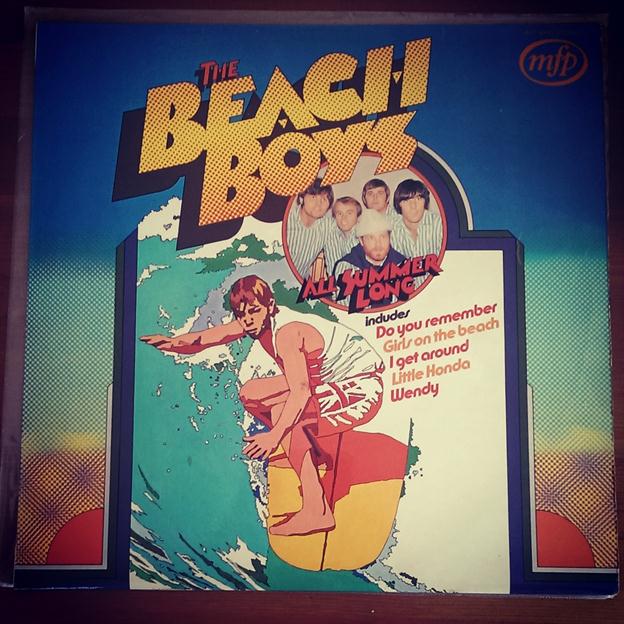 mfp
THE
BEACH
BOYS
ALL SUMMER
LONG
includes
Do you remember
Girls on the beach
I get around
Little Honda
Wendy